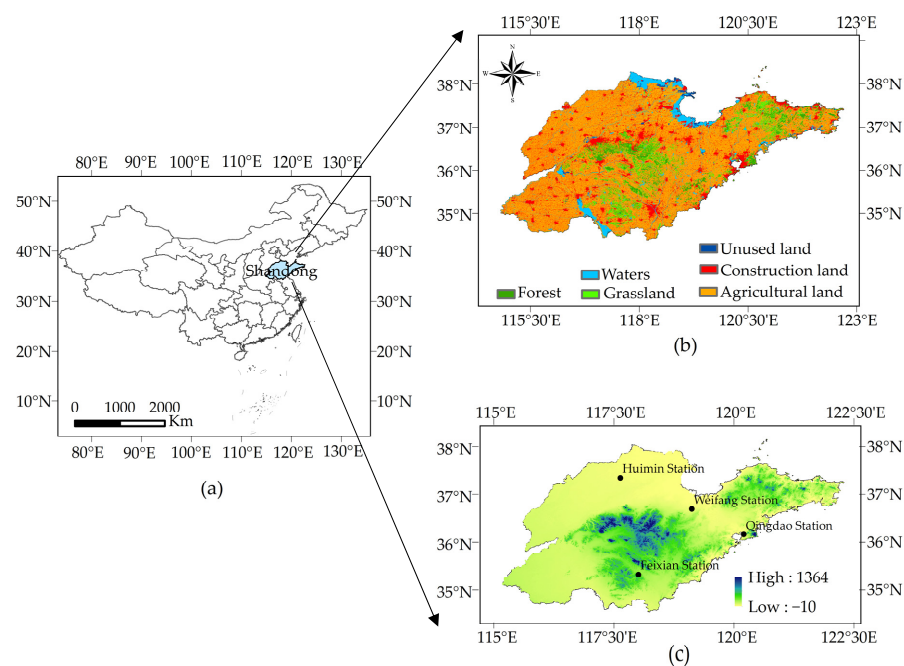 80°E 90°E 100°E 110°E 120°E 130°E
50°N 50°N
40°N 40°N
Shandong
30°N 30°N
20°N 20°N
10°N 10°N
0 1000 2000
Km
80°E 90°E 100°E 110°E 120°E 130°E
(a)
115°30'E 118°E 120°30'E 123°E
N
W E
S
38°N 38°N
37°N 37°N
36°N 36°N
35°N 35°N
Unused land
Waters Construction land
Forest Grassland Agricultural land
115°30'E 118°E 120°30'E 123°E
(b)
115°E 117°30'E 120°E 122°30'E
38°N 38°N
Huimin Station
37°N 37°N
Weifang Station
Qingdao Station
36°N 36°N
Feixian Station
High : 1364
35°N 35°N
Low : −10
115°E 117°30'E 120°E 122°30'E
(c)